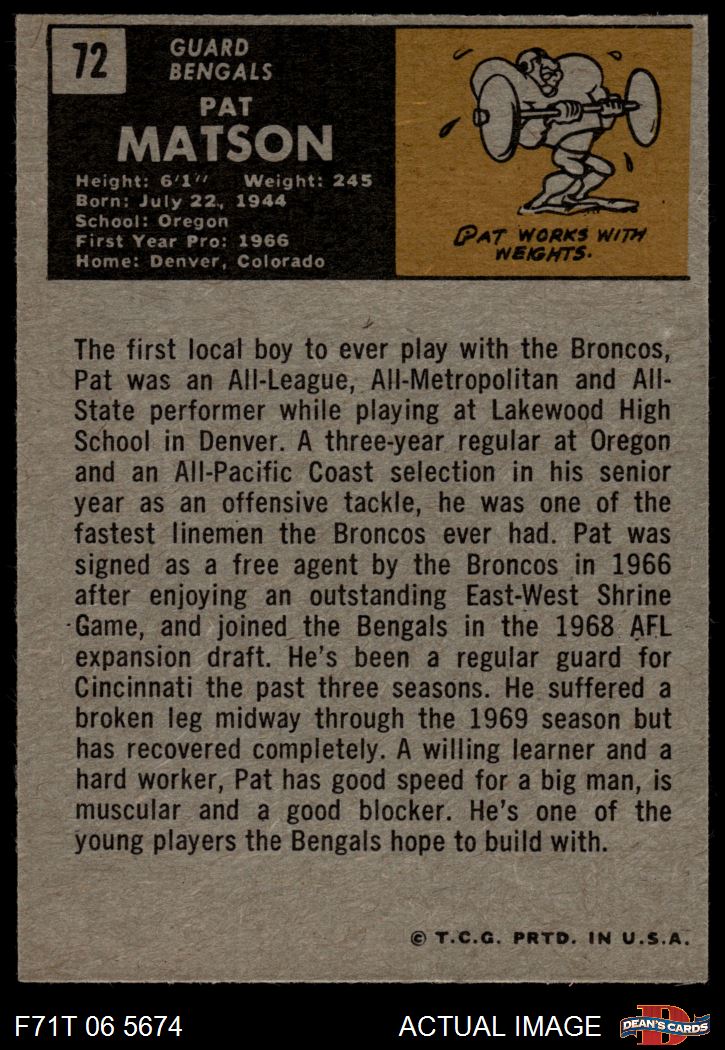 72
GUARD
BENGALS
PAT
MATSON
Height: 6'1" Weight: 245
Born: July 22, 1944
School: Oregon
First Year Pro: 1966
Home: Denver, Colorado
PAT WORKS WITH
WEIGHTS.
The first local boy to ever play with the Broncos,
Pat was an All-League, All-Metropolitan and All-
State performer while playing at Lakewood High
School in Denver. A three-year regular at Oregon
and an All-Pacific Coast selection in his senior
year as an offensive tackle, he was one of the
fastest linemen the Broncos ever had. Pat was
signed as a free agent by the Broncos in 1966
after enjoying an outstanding East-West Shrine
Game, and joined the Bengals in the 1968 AFL
expansion draft. He's been a regular guard for
Cincinnati the past three seasons. He suffered a
broken leg midway through the 1969 season but
has recovered completely. A willing learner and a
hard worker, Pat has good speed for a big man, is
muscular and a good blocker. He's one of the
young players the Bengals hope to build with.
© T.C.G. PRTD. IN U.S.A.
F71T 06 5674
ACTUAL IMAGE
D
DEAN'S CARDS